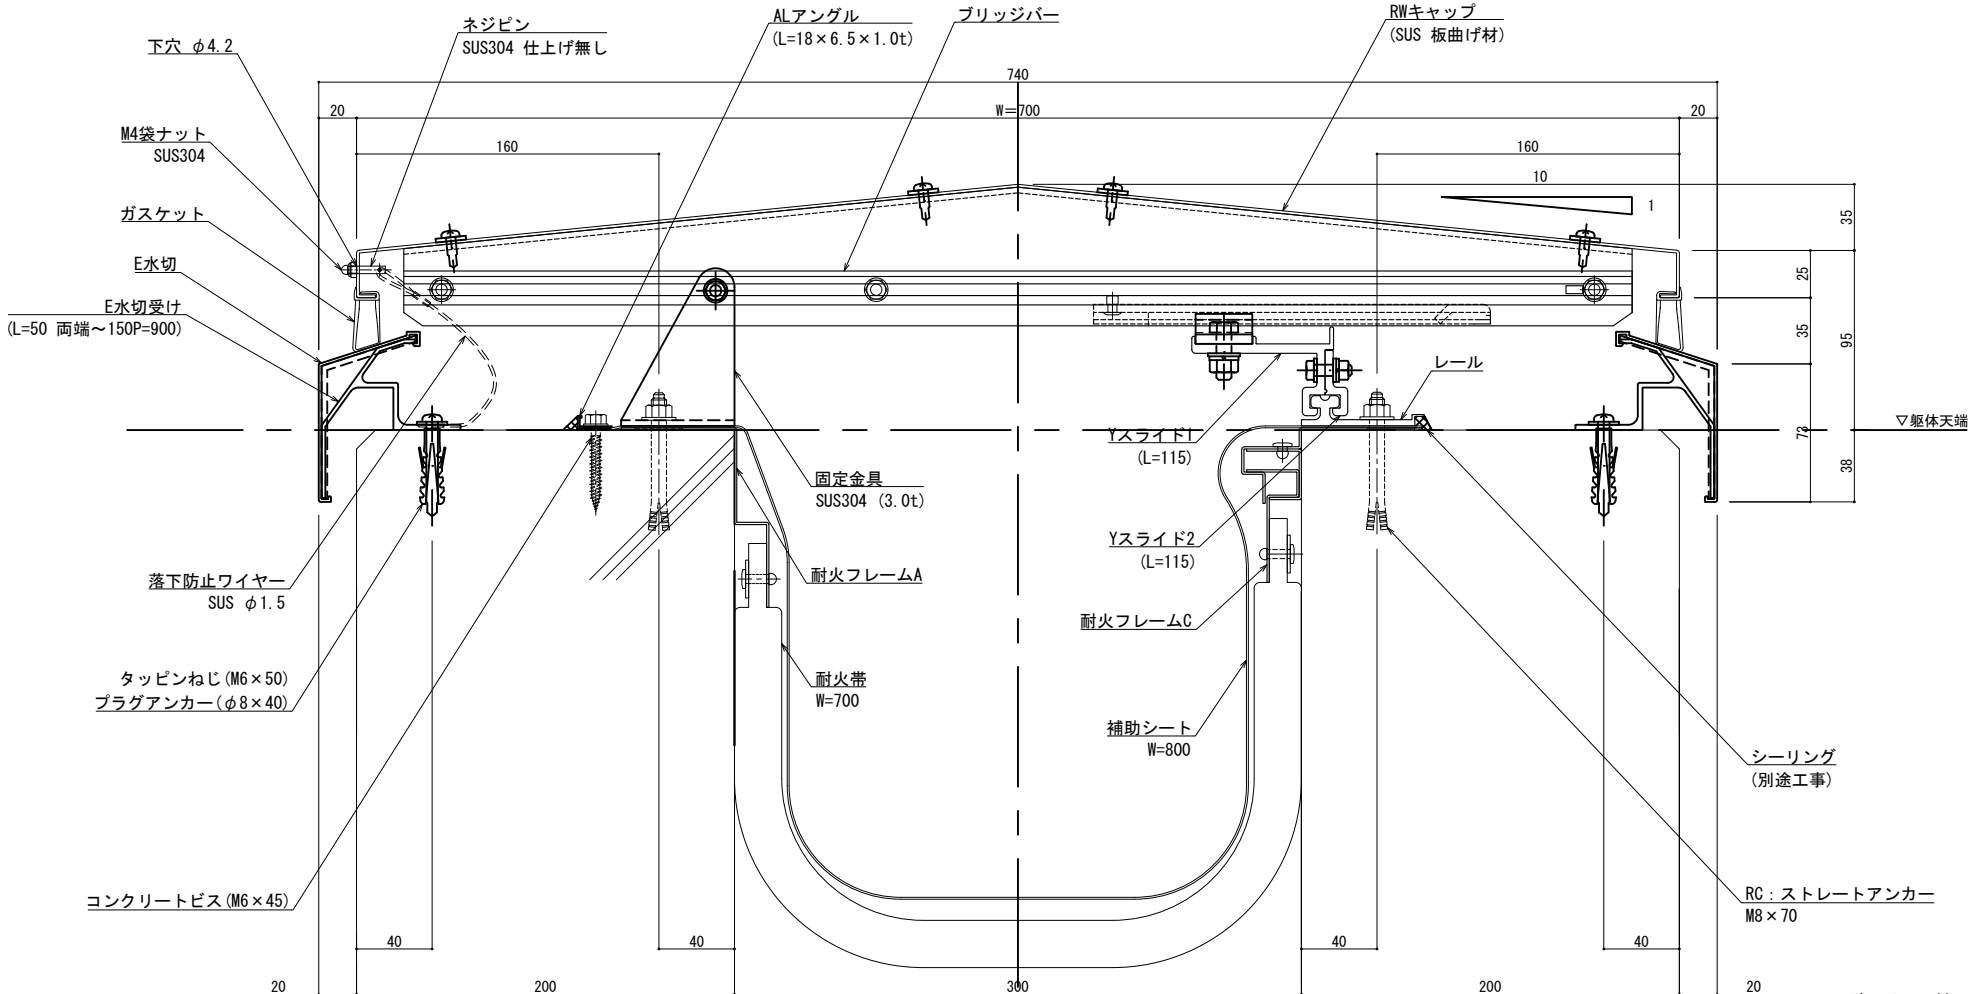 ネジピン
SUS304 仕上げ無し
ALアングル
(L=18×6.5×1.0t)
ブリッジバー
RWキャップ
(SUS 板曲げ材)
下穴 φ4.2
740
20
W=700
20
M4袋ナット
SUS304
160
160
10
1
35
ガスケット
E水切
25
E水切受け
(L=50 両端～150P=900)
35
95
レール
▽躯体天端
73
38
Yスライド1
(L=115)
固定金具
SUS304 (3.0t)
Yスライド2
(L=115)
落下防止ワイヤー
SUS φ1.5
耐火フレームA
耐火フレームC
タッピンねじ(M6×50)
プラグアンカー(φ8×40)
耐火帯
W=700
補助シート
W=800
シーリング
(別途工事)
コンクリートビス(M6×45)
RC：ストレートアンカー
M8×70
40
40
40
40
20
200
300
200
20